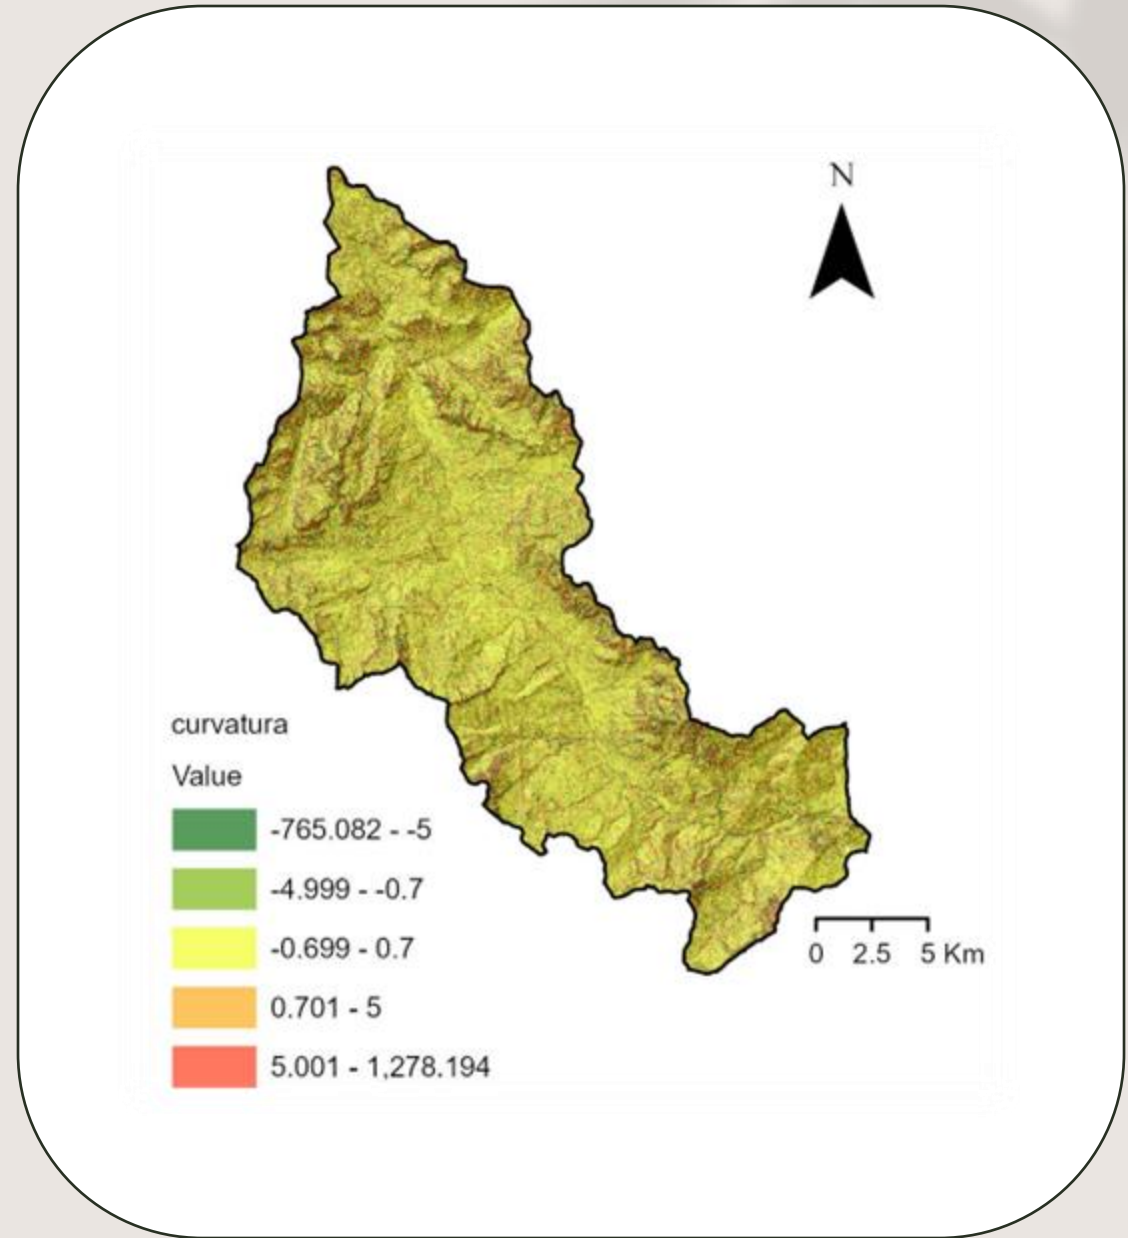 N
curvatura
Value
-765.082 - -5
-4.999 - -0.7
-0.699 - 0.7
0.701 - 5
5.001 - 1,278.194
0 2.5 5 Km